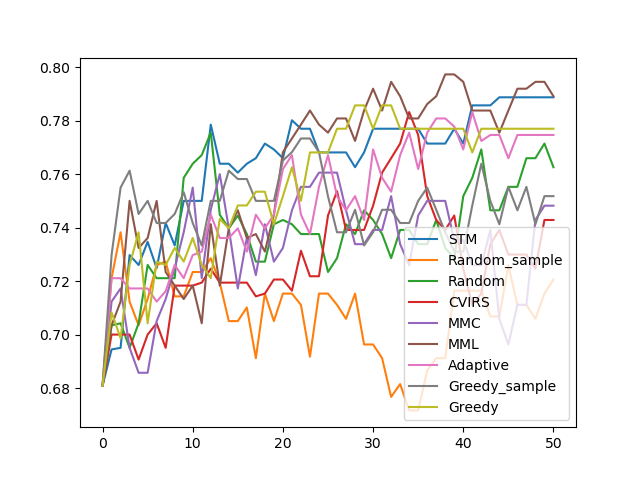 0.80
0.78
0.76
0.74
0.72
0.70
0.68
0
10
20
30
40
50
STM
Random_sample
Random
CVIRS
MMC
MML
Adaptive
Greedy_sample
Greedy